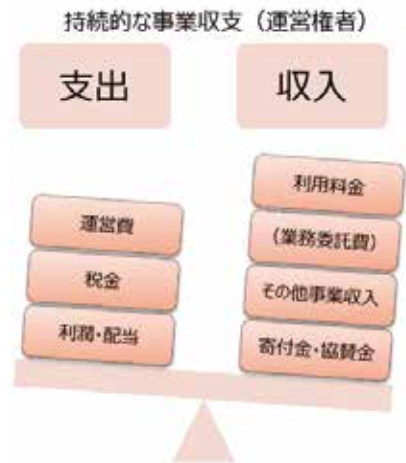 持続的な事業収支（運営権者）
支出
収入
運営費
税金
利潤・配当
利用料金
（業務委託費）
その他事業収入
寄付金・協賛金